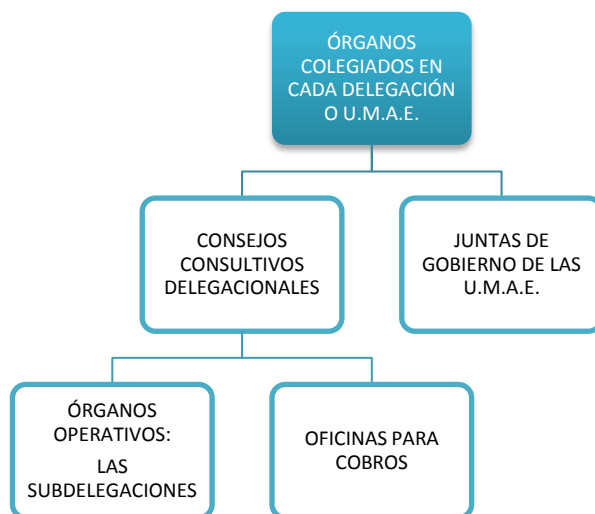 ÓRGANOS
COLEGIADOS EN
CADA DELEGACIÓN
O U.M.A.E.
CONSEJOS
CONSULTIVOS
DELEGACIONALES
JUNTAS DE
GOBIERNO DE LAS
U.M.A.E.
ÓRGANOS
OPERATIVOS:
LAS
SUBDELEGACIONES
OFICINAS PARA
COBROS